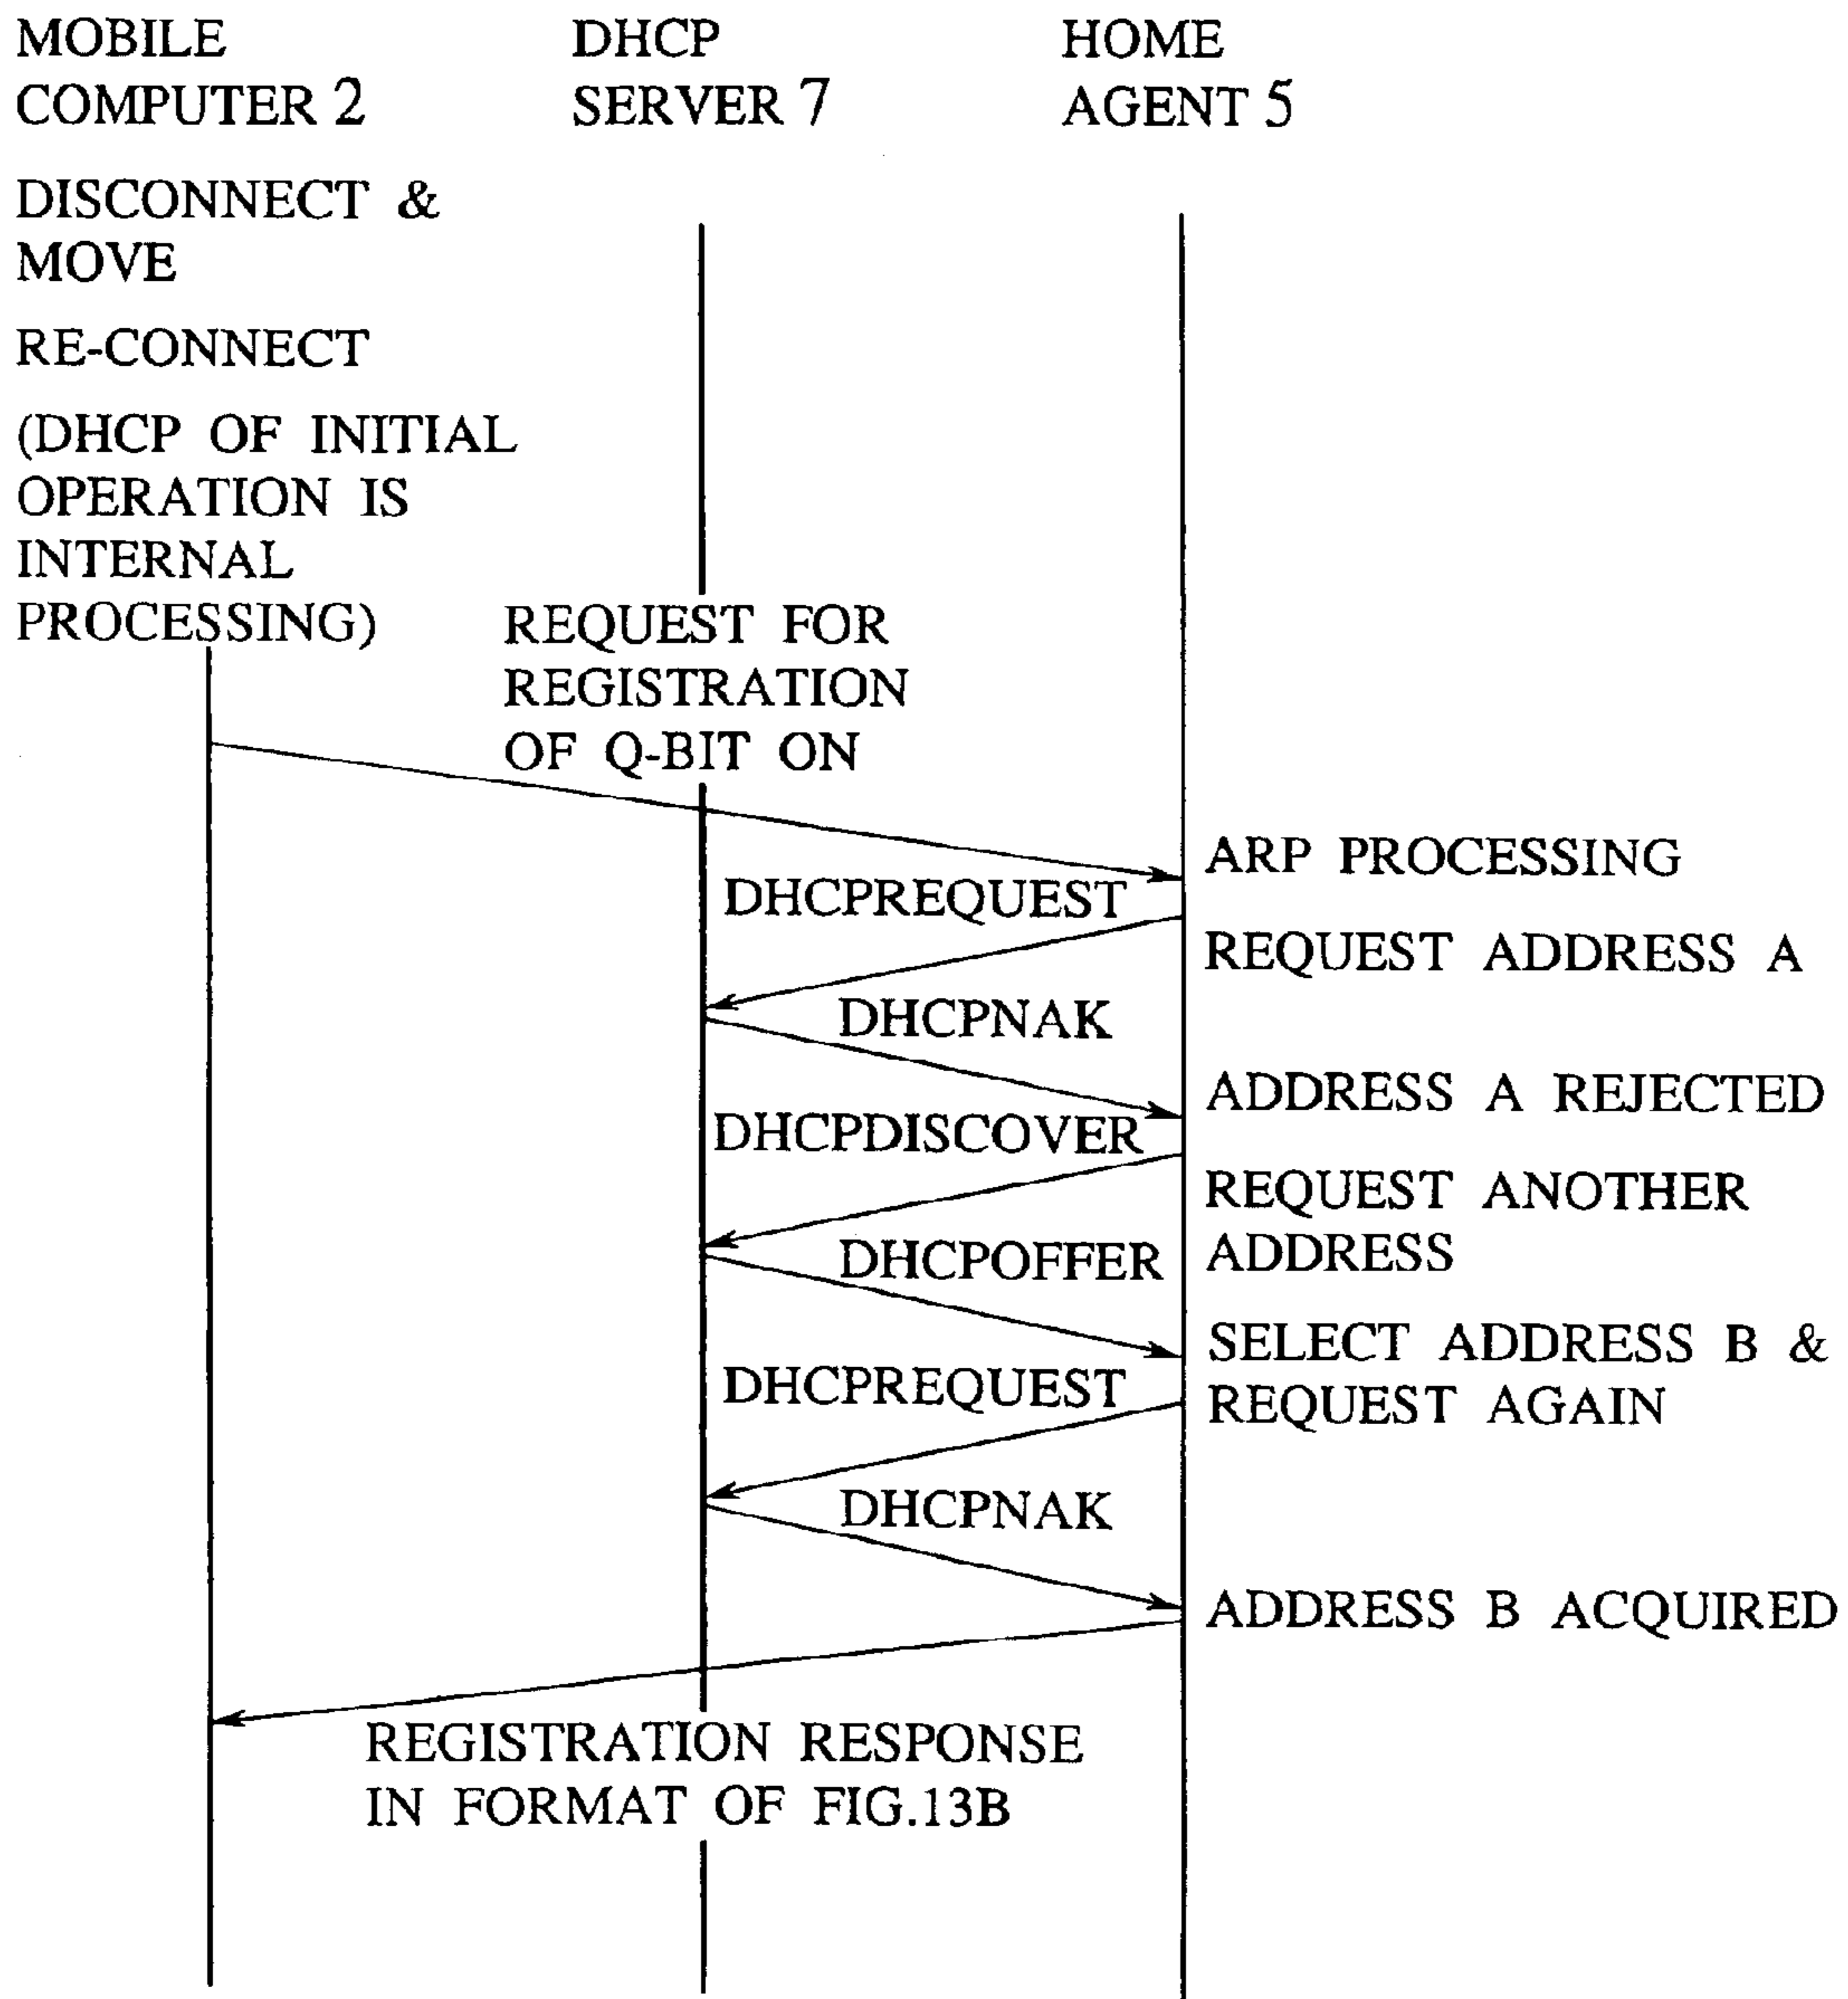 MOBILE
COMPUTER 2
DHCP
SERVER 7
HOME
AGENT 5
DISCONNECT &
MOVE
RE-CONNECT
(DHCP OF INITIAL
OPERATION IS
INTERNAL
PROCESSING)
REQUEST FOR
REGISTRATION
OF Q-BIT ON
ARP PROCESSING
DHCPREQUEST
REQUEST ADDRESS A
DHCPNAK
ADDRESS A REJECTED
DHCPDISCOVER
REQUEST ANOTHER
ADDRESS
DHCPOFFER
SELECT ADDRESS B &
REQUEST AGAIN
DHCPREQUEST
DHCPNAK
ADDRESS B ACQUIRED
REGISTRATION RESPONSE
IN FORMAT OF FIG.13B